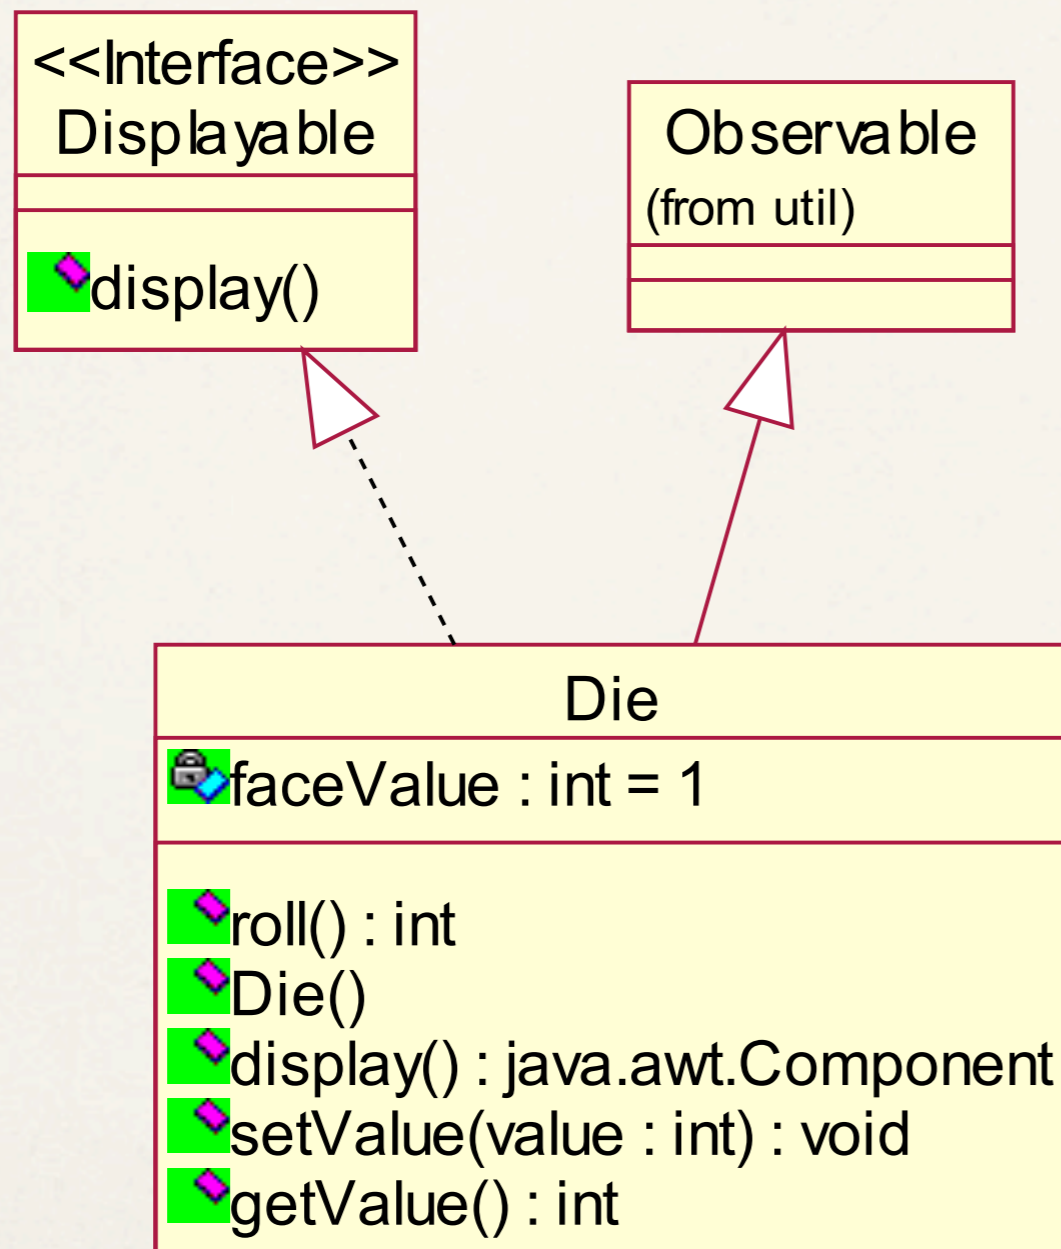 <<Interface>>
Displayable
display()
Observable
(from util)
Die
faceValue : int = 1
roll() : int
Die()
display() : java.awt.Component
setValue(value : int) : void
getValue() : int